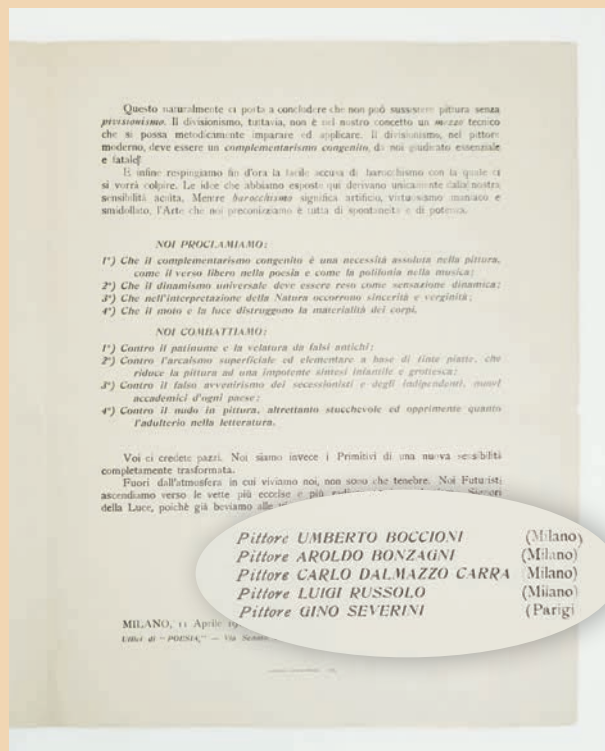 Questo naturalmente ci porta a concludere che non può sussistere pittura senza
divisionismo. Il divisionismo, tuttavia, non è nel nostro concetto un mezzo tecnico
che si possa metodicamente imparare ed applicare. Il divisionismo, nel pittore
moderno, deve essere un complementarismo congenito, da noi giudicato essenziale
e fatale.
E infine respingiamo fin d'ora la facile accusa di barocchismo con la quale ci
si vorrà colpire. Le idee che abbiamo esposte qui derivano unicamente dalla nostra
sensibilità acuita. Mentre barocchismo significa artificio, virtuosismo maniaco e
smidollato, l'Arte che noi preconizziamo è tutta di spontaneità e di potenza.
NOI PROCLAMIAMO:
1°) Che il complementarismo congenito è una necessità assoluta nella pittura,
come il verso libero nella poesia e come la polifonia nella musica;
2°) Che il dinamismo universale deve essere reso come sensazione dinamica;
3°) Che nell'interpretazione della Natura occorrono sincerità e verginità;
4°) Che il moto e la luce distruggono la materialità dei corpi.
NOI COMBATTIAMO:
1°) Contro il patinume e la velatura da falsi antichi;
2°) Contro l'arcaismo superficiale ed elementare a base di tinte piatte, che
riduce la pittura ad una impotente sintesi infantile e grottesca;
3°) Contro il falso avvenirismo dei secessionisti e degli indipendenti, nuovi
accademici d'ogni paese;
4°) Contro il nudo in pittura, altrettanto stucchevole ed opprimente quanto
l'adulterio nella letteratura.
Voi ci credete pazzi. Noi siamo invece i Primitivi di una nuova sensibilità
completamente trasformata.
Fuori dall'atmosfera in cui viviamo noi, non sono che tenebre. Noi Futuristi
ascendiamo verso le vette più eccelse e più
della Luce, poichè già beviamo alle
Pittore UMBERTO BOCCIONI (Milano)
Pittore AROLDO BONZAGNI (Milano)
Pittore CARLO DALMAZZO CARRA (Milano)
Pittore LUIGI RUSSOLO (Milano)
Pittore GINO SEVERINI (Parigi
MILANO, 11 Aprile 19
Uffici di "POESIA," — Via Senato